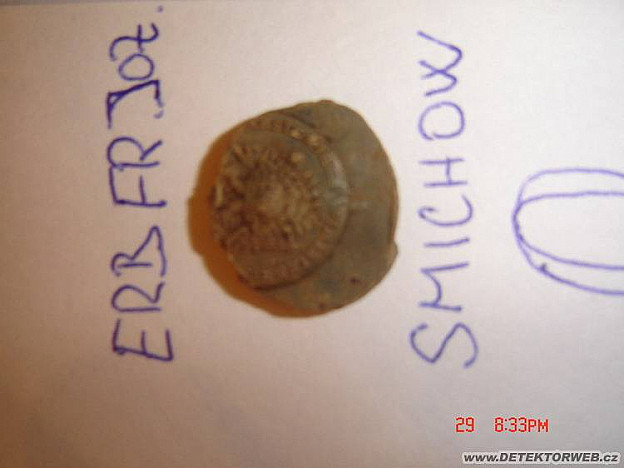 ERB FR JOZ.
SMICHOW
29 8:33PM
www.DETEKTORWEB.cz